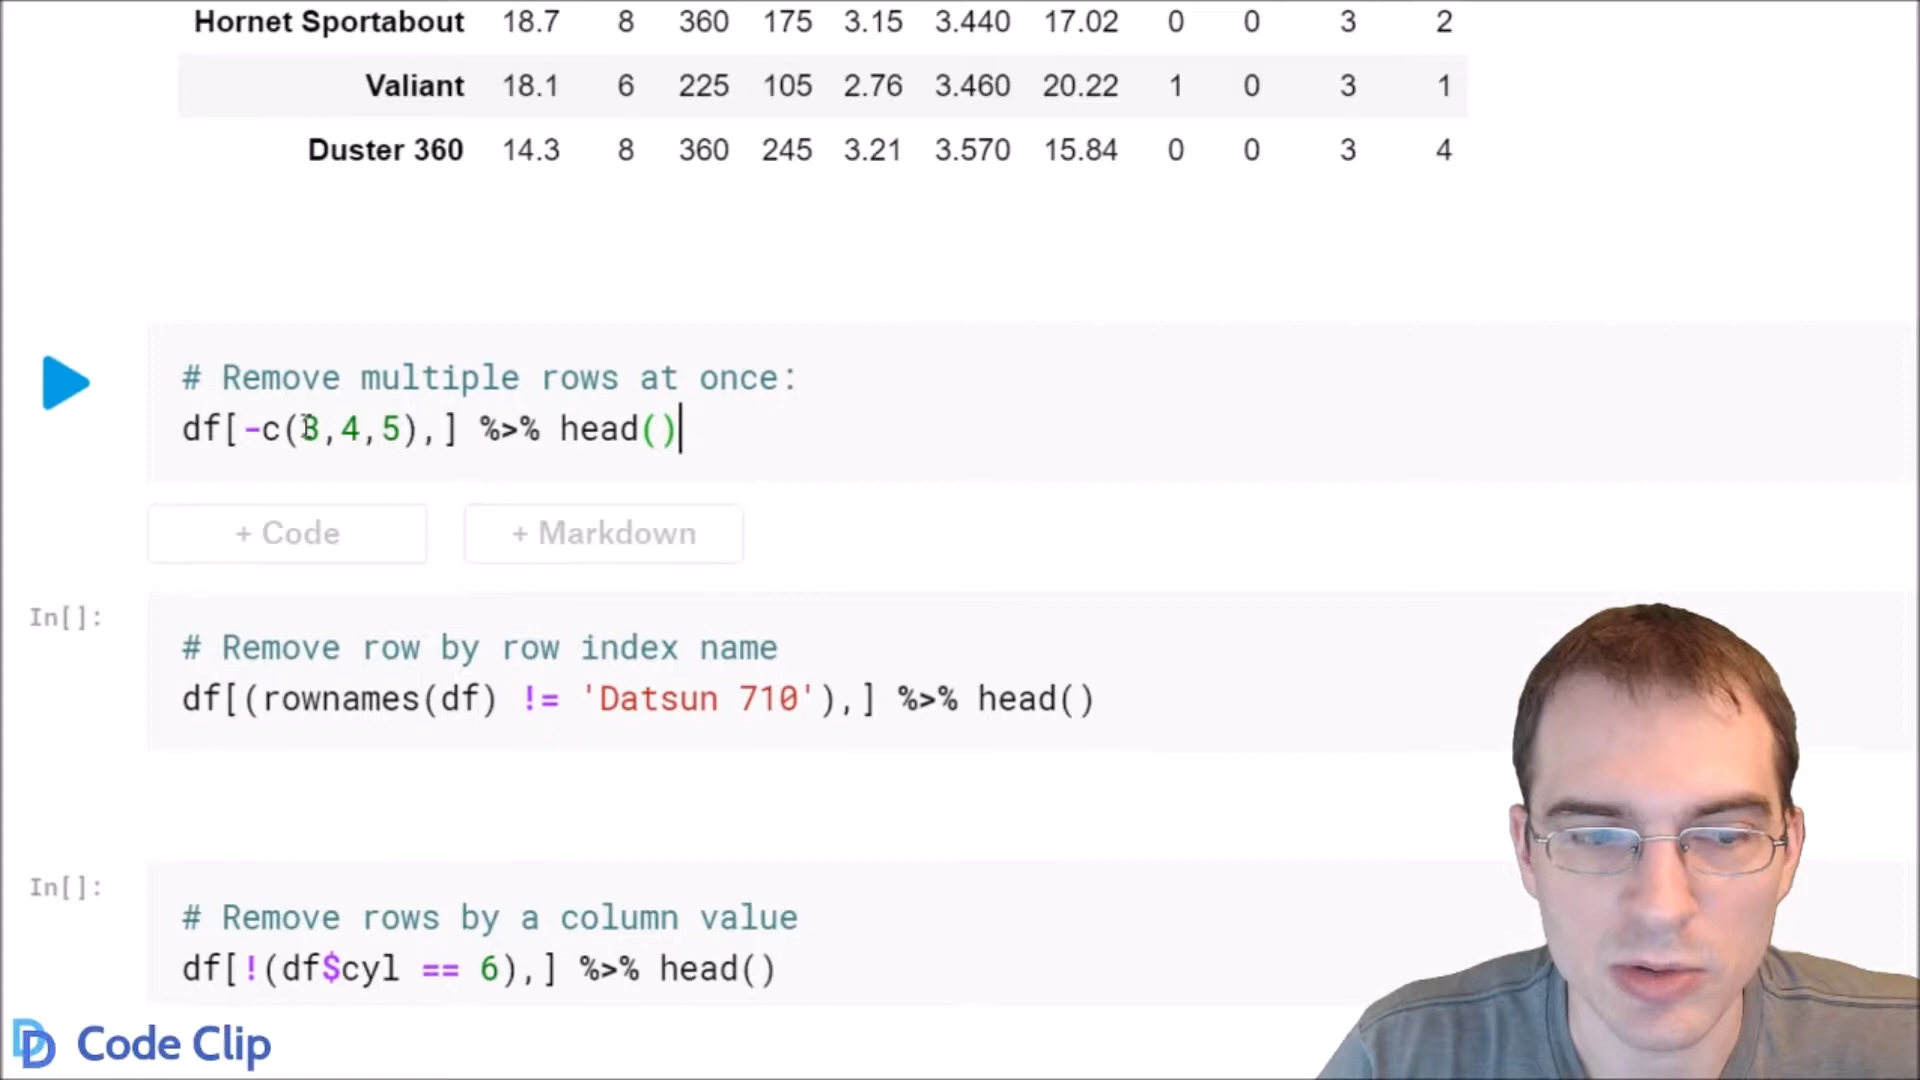 Hornet Sportabout 18.7 8 360 175 3.15 3.440 17.02 0 0 3 2
Valiant 18.1 6 225 105 2.76 3.460 20.22 1 0 3 1
Duster 360 14.3 8 360 245 3.21 3.570 15.84 0 0 3 4
# Remove multiple rows at once:
df[-c(3,4,5),] %>% head()
+ Code + Markdown
In[]:
# Remove row by row index name
df[(rownames(df) != 'Datsun 710'),] %>% head()
In[]:
# Remove rows by a column value
df[!(df$cyl == 6),] %>% head()
Code Clip